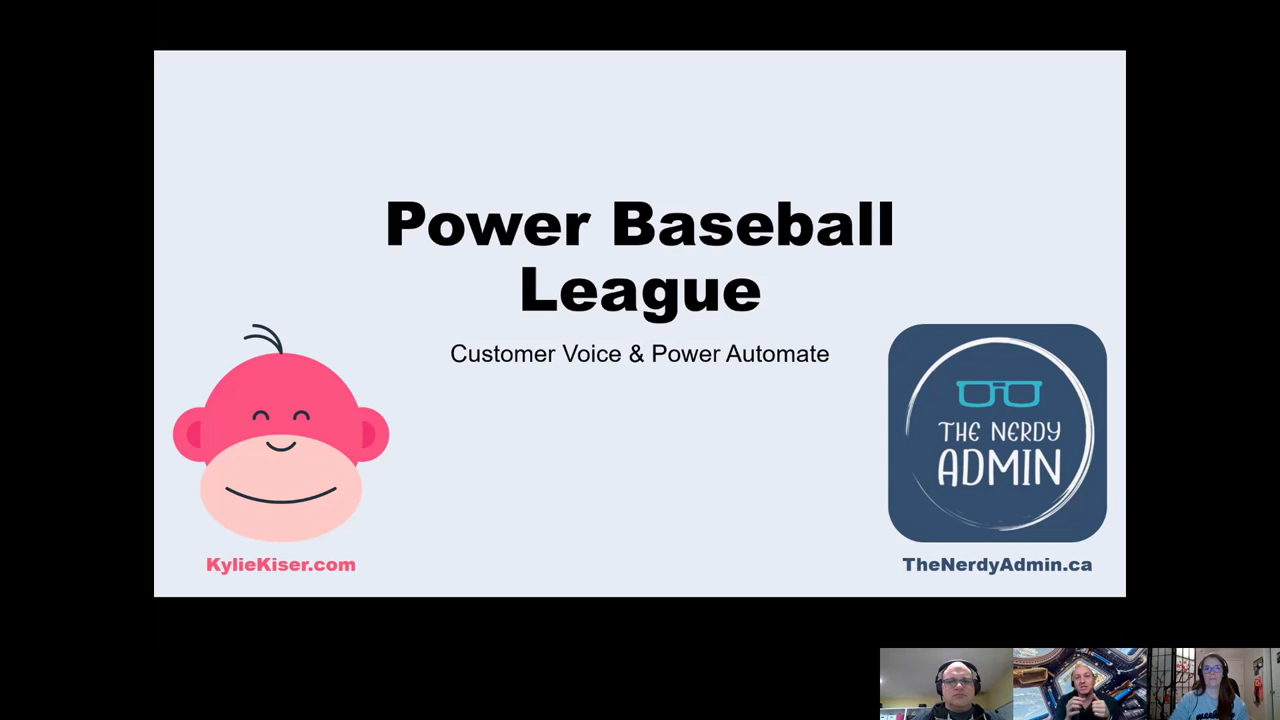 Power Baseball
League
Customer Voice & Power Automate
THE NERDY
ADMIN
KylieKiser.com
TheNerdyAdmin.ca